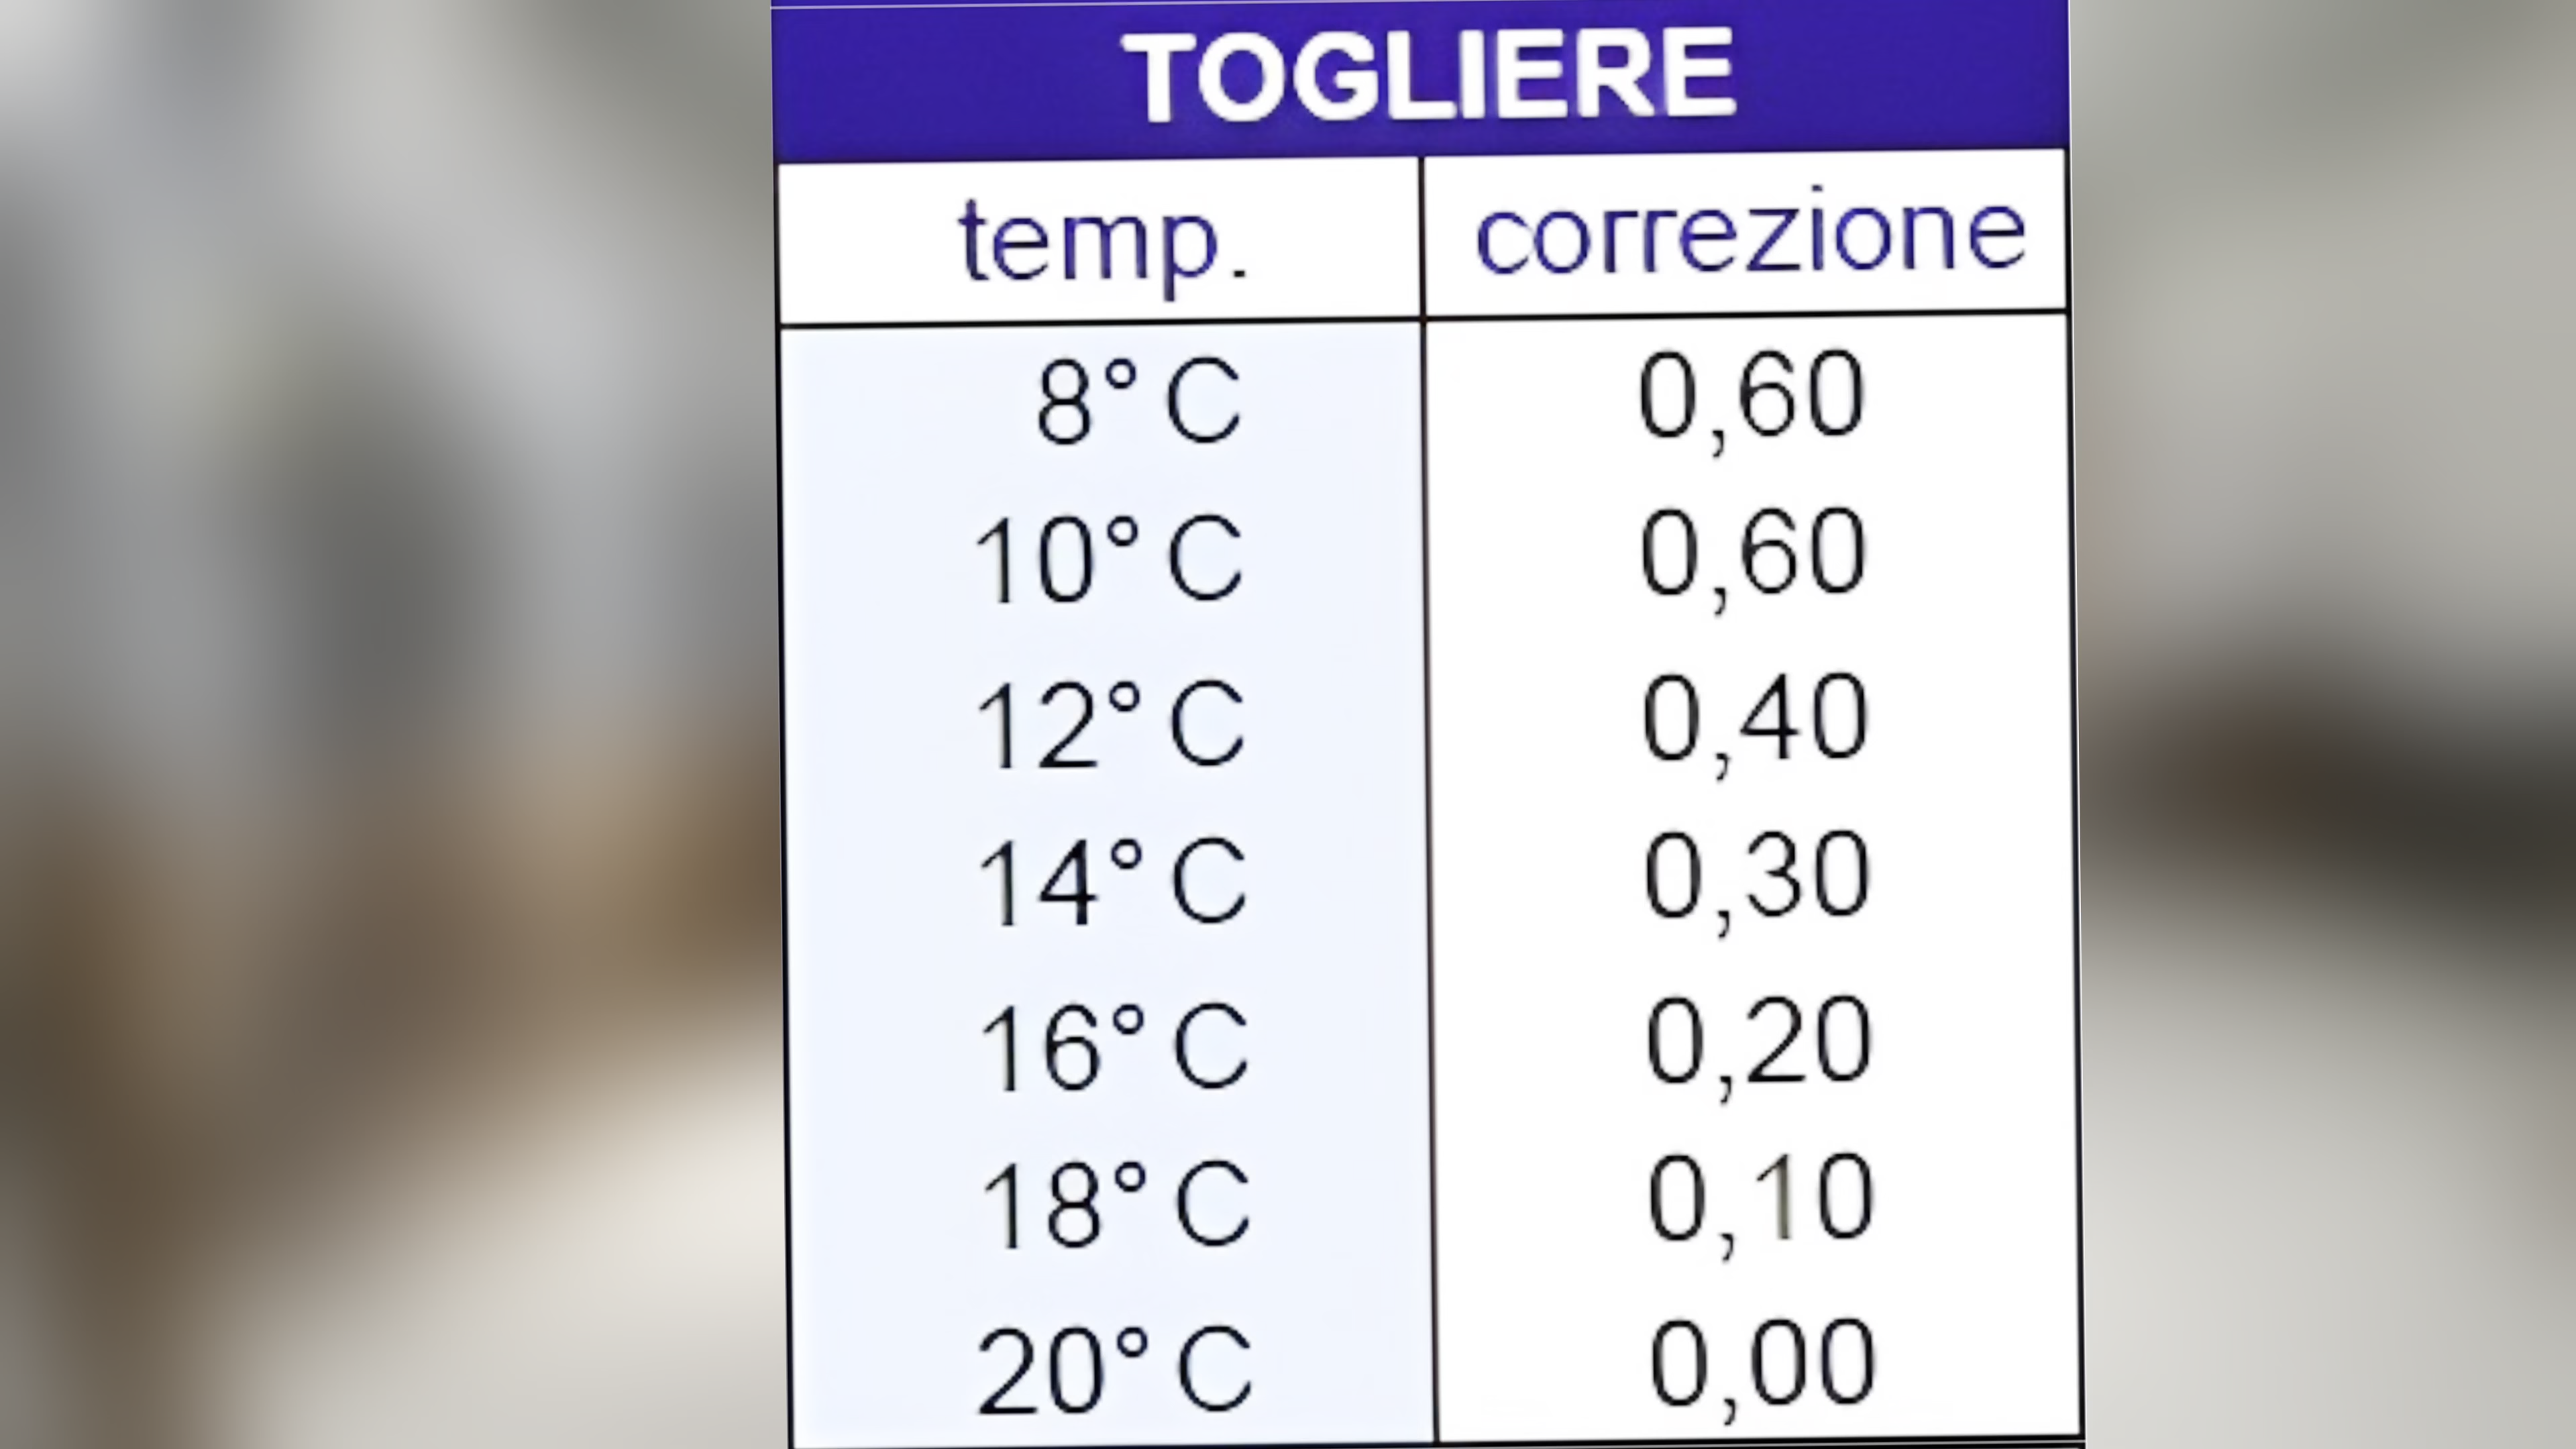 TOGLIERE
temp. correzione
8° C 0,60
10° C 0,60
12° C 0,40
14° C 0,30
16° C 0,20
18° C 0,10
20° C 0,00